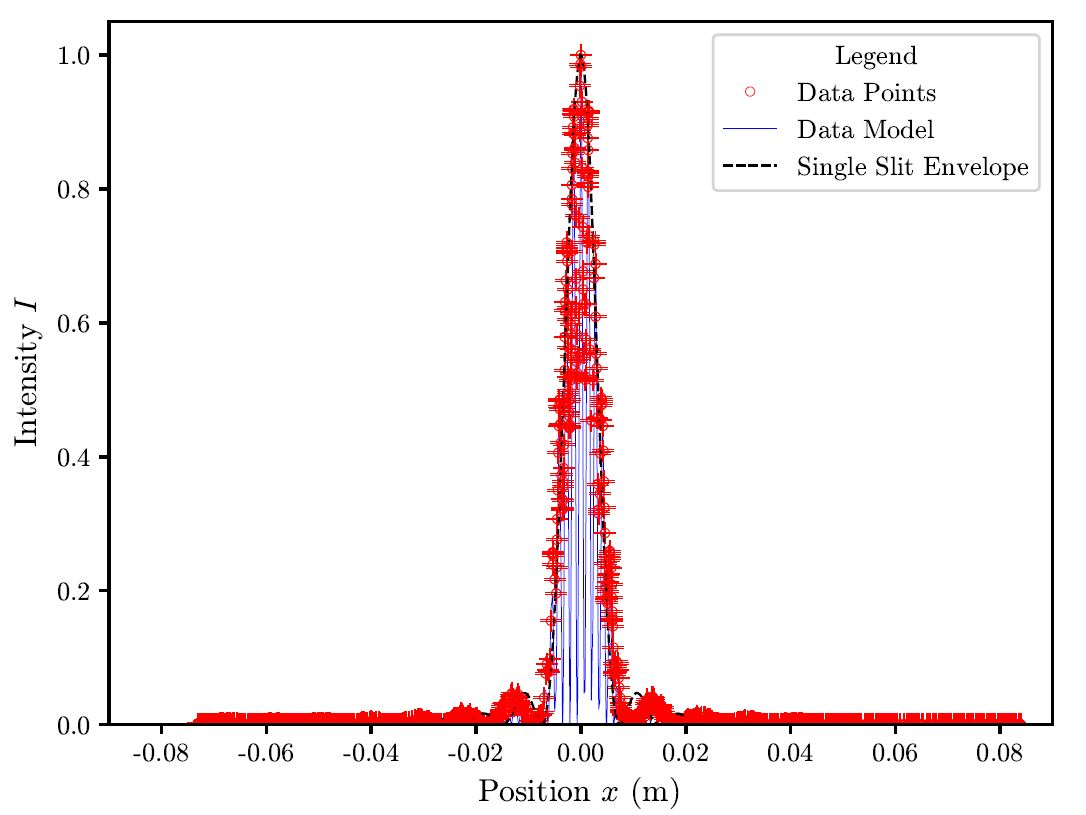 Legend
Data Points
Data Model
Single Slit Envelope
1.0
0.8
0.6
0.4
0.2
0.0
Intensity I
-0.08 -0.06 -0.04 -0.02 0.00 0.02 0.04 0.06 0.08
Position x (m)